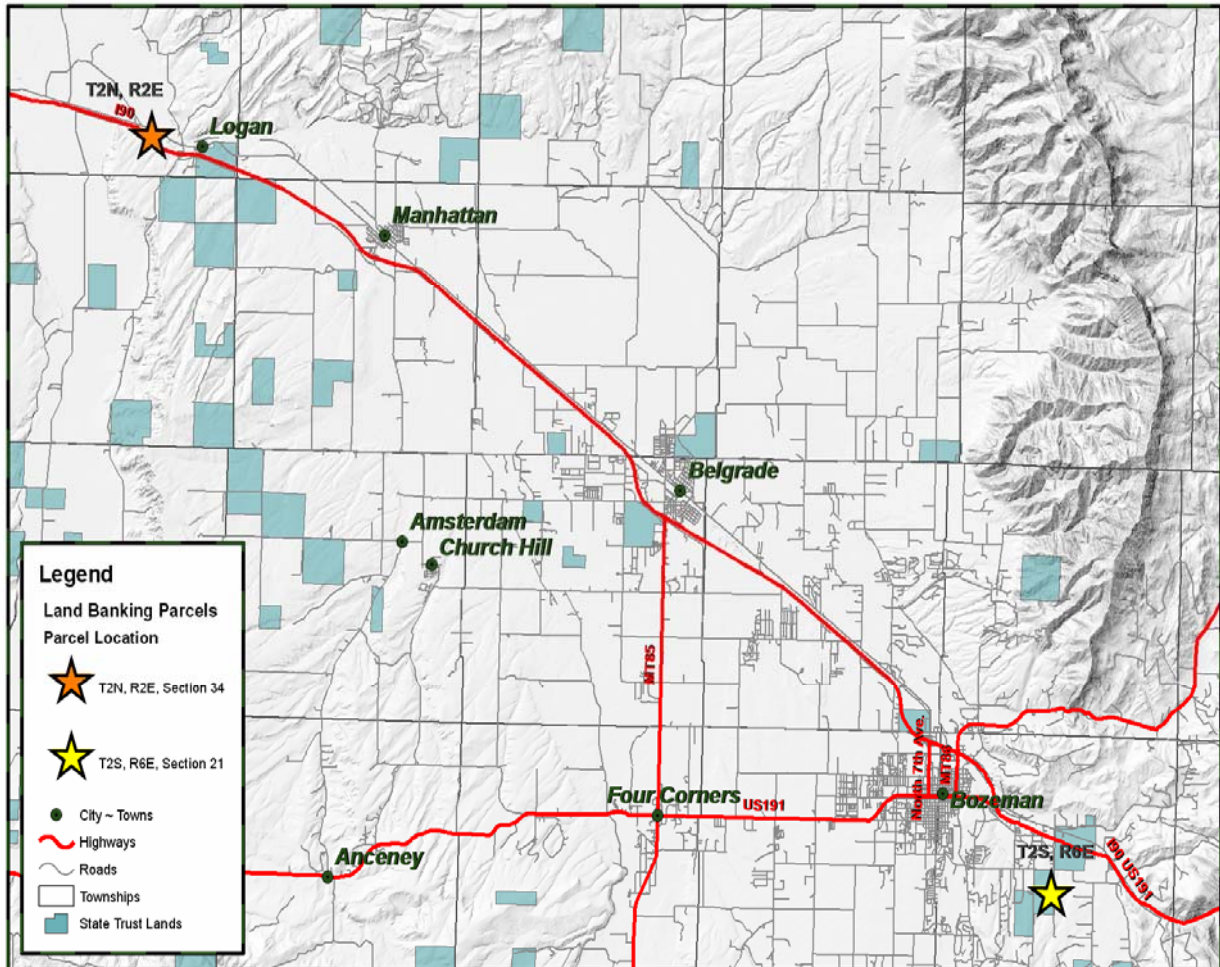 T2N, R2E
I90
Logan
Manhattan
Belgrade
Amsterdam
Church Hill
MT85
North 7th Ave.
MT86
Four Corners
US191
Bozeman
Anceney
T2S, R6E
I90 US191
Legend
Land Banking Parcels
Parcel Location
T2N, R2E, Section 34
T2S, R6E, Section 21
City ~ Towns
Highways
Roads
Townships
State Trust Lands